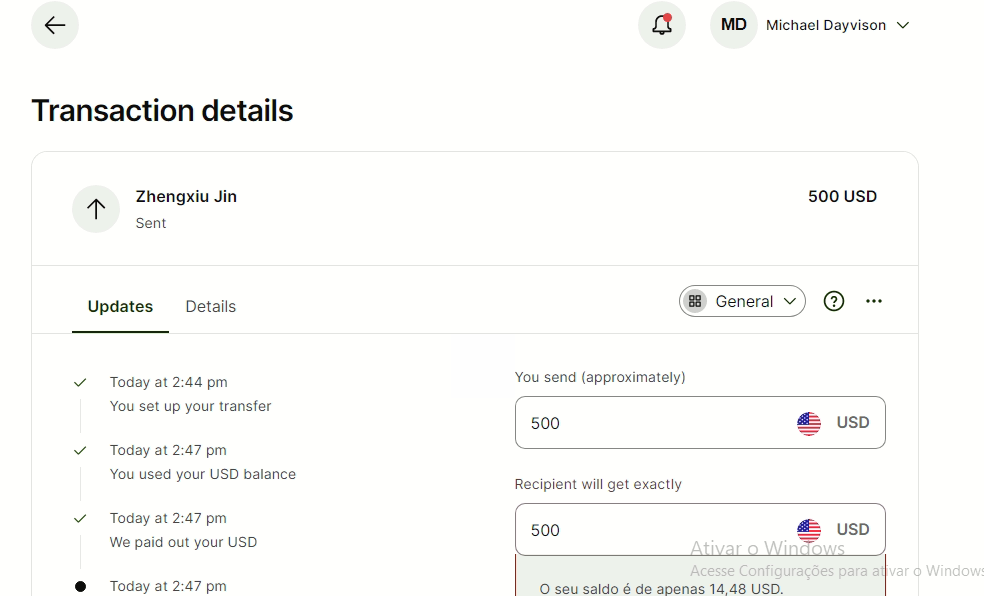 MD Michael Dayvison
Transaction details
Zhengxiu Jin
500 USD
Sent
Updates Details
General
Today at 2:44 pm
You set up your transfer
Today at 2:47 pm
You used your USD balance
Today at 2:47 pm
We paid out your USD
Today at 2:47 pm
You send (approximately)
500 USD
Recipient will get exactly
500 USD
O seu saldo é de apenas 14,48 USD.
Ativar o Windows
Acesse Configurações para ativar o Windows